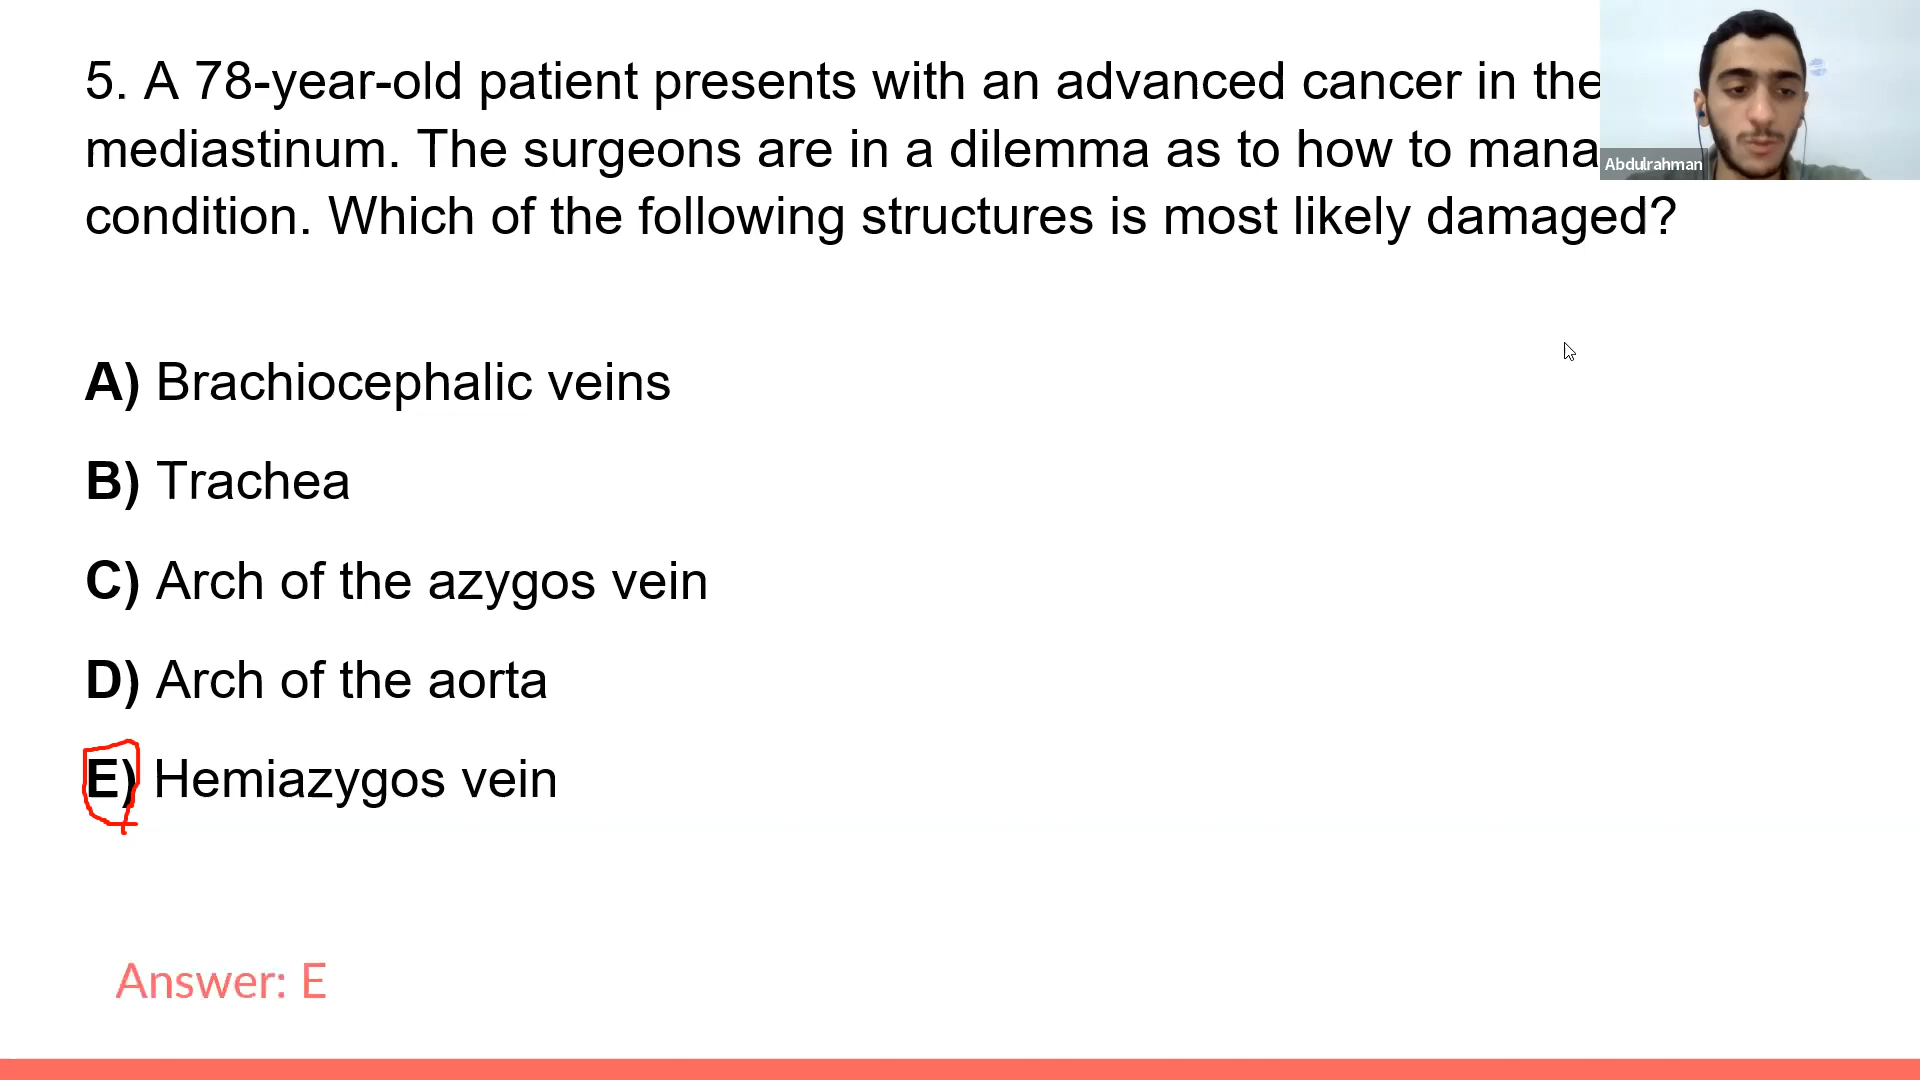 5. A 78-year-old patient presents with an advanced cancer in the
mediastinum. The surgeons are in a dilemma as to how to mana
condition. Which of the following structures is most likely damaged?
Abdulrahman
A) Brachiocephalic veins
B) Trachea
C) Arch of the azygos vein
D) Arch of the aorta
E) Hemiazygos vein
Answer: E